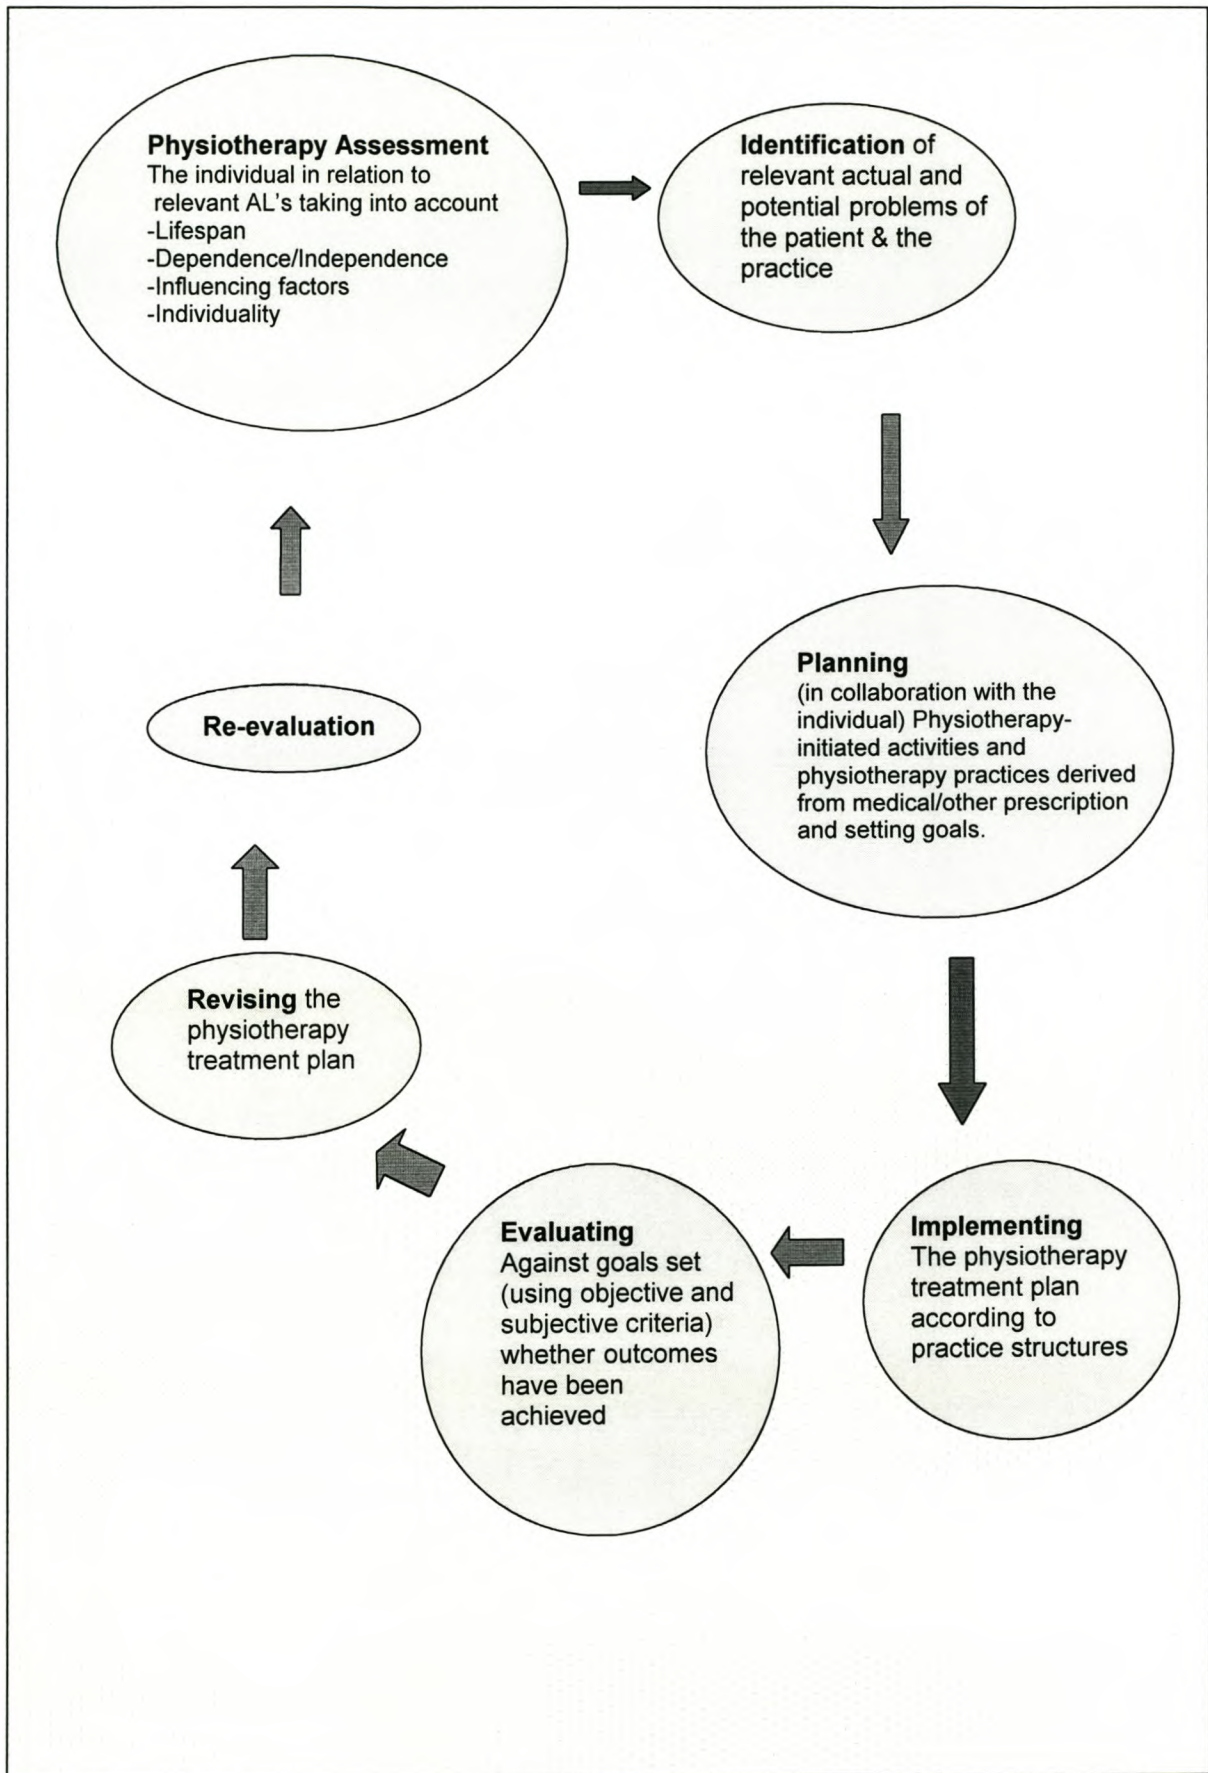 Physiotherapy Assessment
The individual in relation to
relevant AL's taking into account
-Lifespan
-Dependence/Independence
-Influencing factors
-Individuality
Identification of
relevant actual and
potential problems of
the patient & the
practice
Planning
(in collaboration with the
individual) Physiotherapy-
initiated activities and
physiotherapy practices derived
from medical/other prescription
and setting goals.
Implementing
The physiotherapy
treatment plan
according to
practice structures
Evaluating
Against goals set
(using objective and
subjective criteria)
whether outcomes
have been
achieved
Revising the
physiotherapy
treatment plan
Re-evaluation